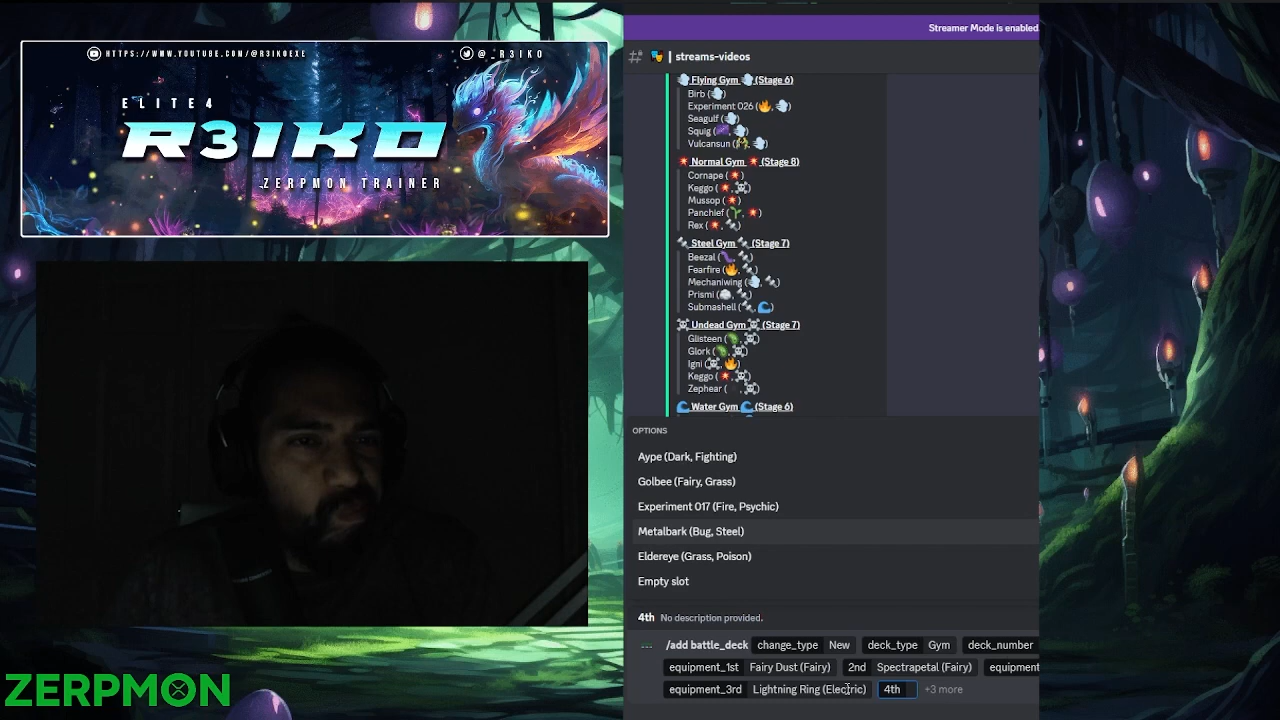 HTTPS://WWW.YOUTUBE.COM/@R3IKOEXE
@_R3IKO
ELITE4
R3IKO
ZERPMON TRAINER
ZERPMON
Streamer Mode is enabled
| streams-videos
Flying Gym (Stage 6)
Birb ()
Experiment 026 (, )
Seagulf ()
Squig (, )
Vulcansun (, )
Normal Gym (Stage 8)
Cornape ()
Keggo (, )
Mussop ()
Panchief (, )
Rex (, )
Steel Gym (Stage 7)
Beezal (, )
Fearfire (, )
Mechaniwing (, )
Prismi (, )
Submashell (, )
Undead Gym (Stage 7)
Glisteen (, )
Glork (, )
Igni (, )
Keggo (, )
Zephear (, )
Water Gym (Stage 6)
OPTIONS
Aype (Dark, Fighting)
Golbee (Fairy, Grass)
Experiment 017 (Fire, Psychic)
Metalbark (Bug, Steel)
Eldereye (Grass, Poison)
Empty slot
4th No description provided.
/add battle_deck change_type New deck_type Gym deck_number
equipment_1st Fairy Dust (Fairy) 2nd Spectrapetal (Fairy) equipment
equipment_3rd Lightning Ring (Electric) 4th +3 more